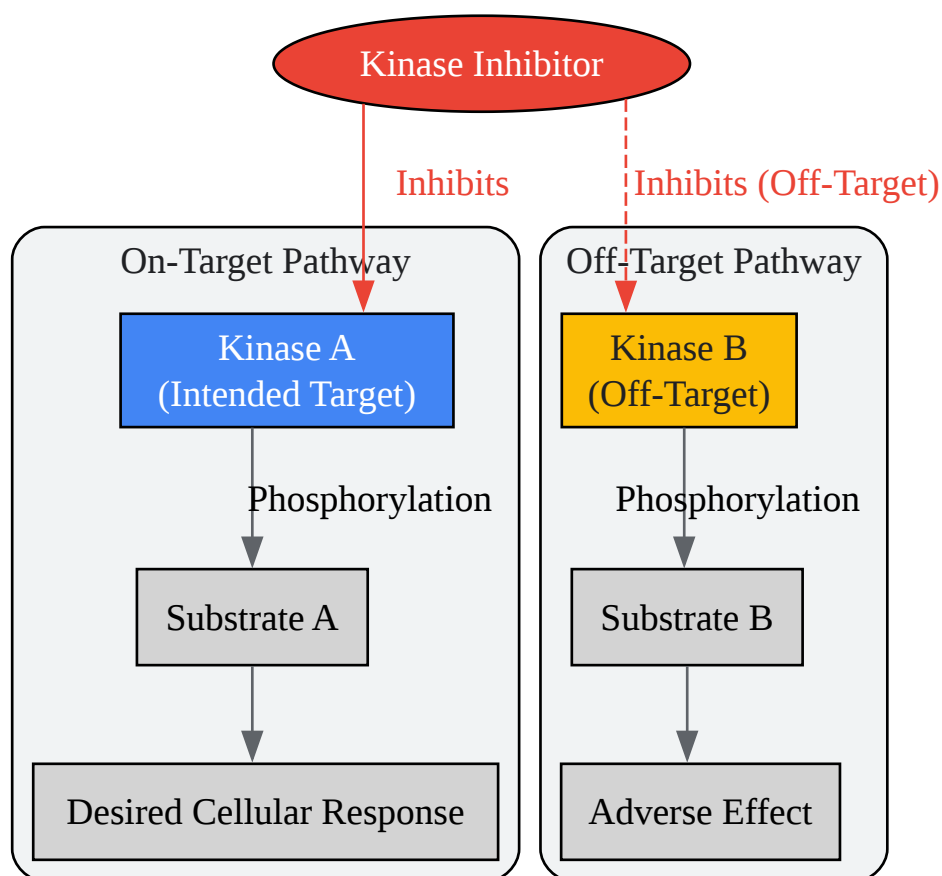 Kinase Inhibitor
Inhibits
Inhibits (Off-Target)
On-Target Pathway
Off-Target Pathway
Kinase A
(Intended Target)
Kinase B
(Off-Target)
Phosphorylation
Phosphorylation
Substrate A
Substrate B
Desired Cellular Response
Adverse Effect